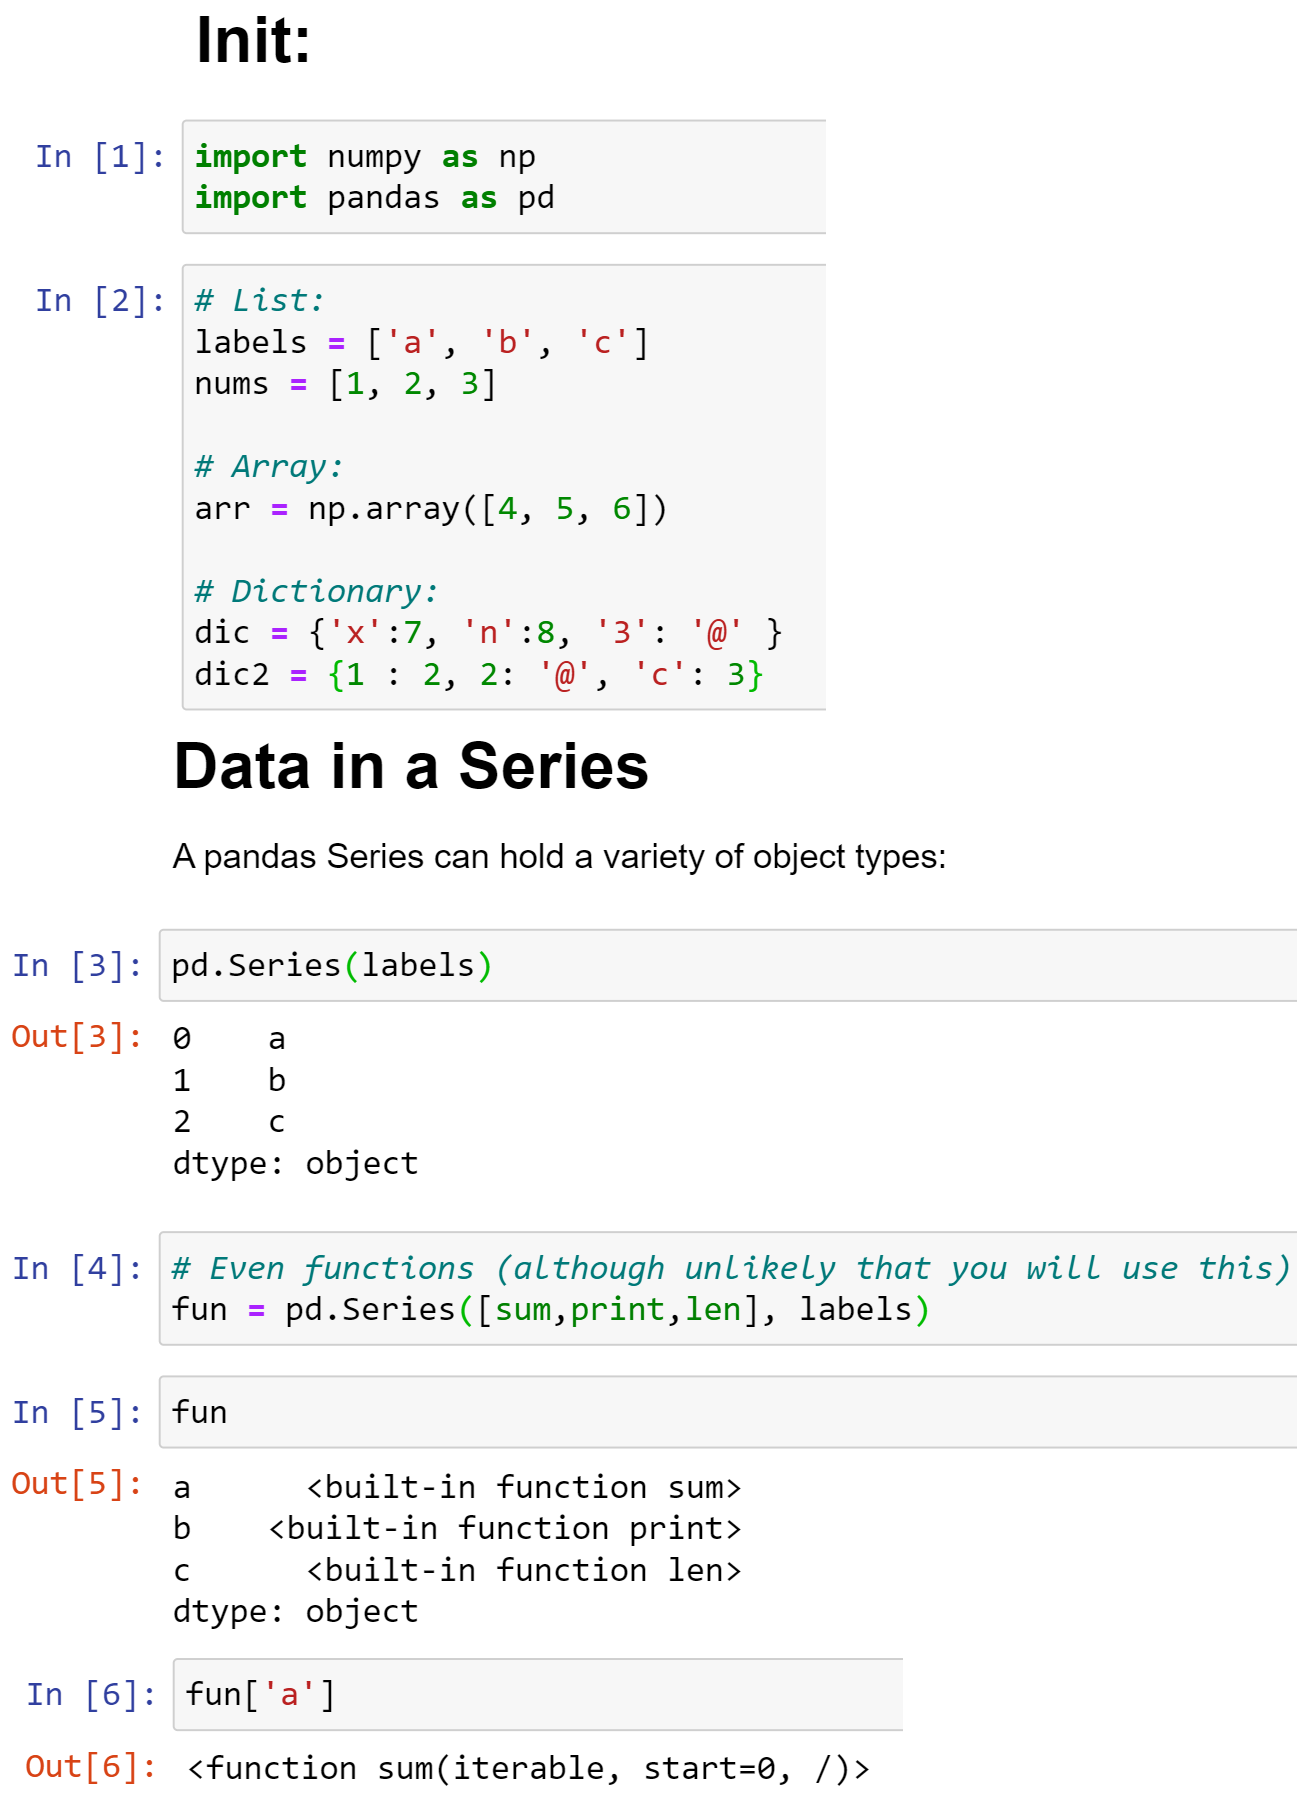 Init:
In [1]: import numpy as np
import pandas as pd
In [2]: # List:
labels = ['a', 'b', 'c']
nums = [1, 2, 3]
# Array:
arr = np.array([4, 5, 6])
# Dictionary:
dic = {'x':7, 'n':8, '3': '@' }
dic2 = {1 : 2, 2: '@', 'c': 3}
Data in a Series
A pandas Series can hold a variety of object types:
In [3]: pd.Series(labels)
Out[3]: 0    a
1    b
2    c
dtype: object
In [4]: # Even functions (although unlikely that you will use this)
fun = pd.Series([sum,print,len], labels)
In [5]: fun
Out[5]: a      <built-in function sum>
b    <built-in function print>
c      <built-in function len>
dtype: object
In [6]: fun['a']
Out[6]: <function sum(iterable, start=0, /)>